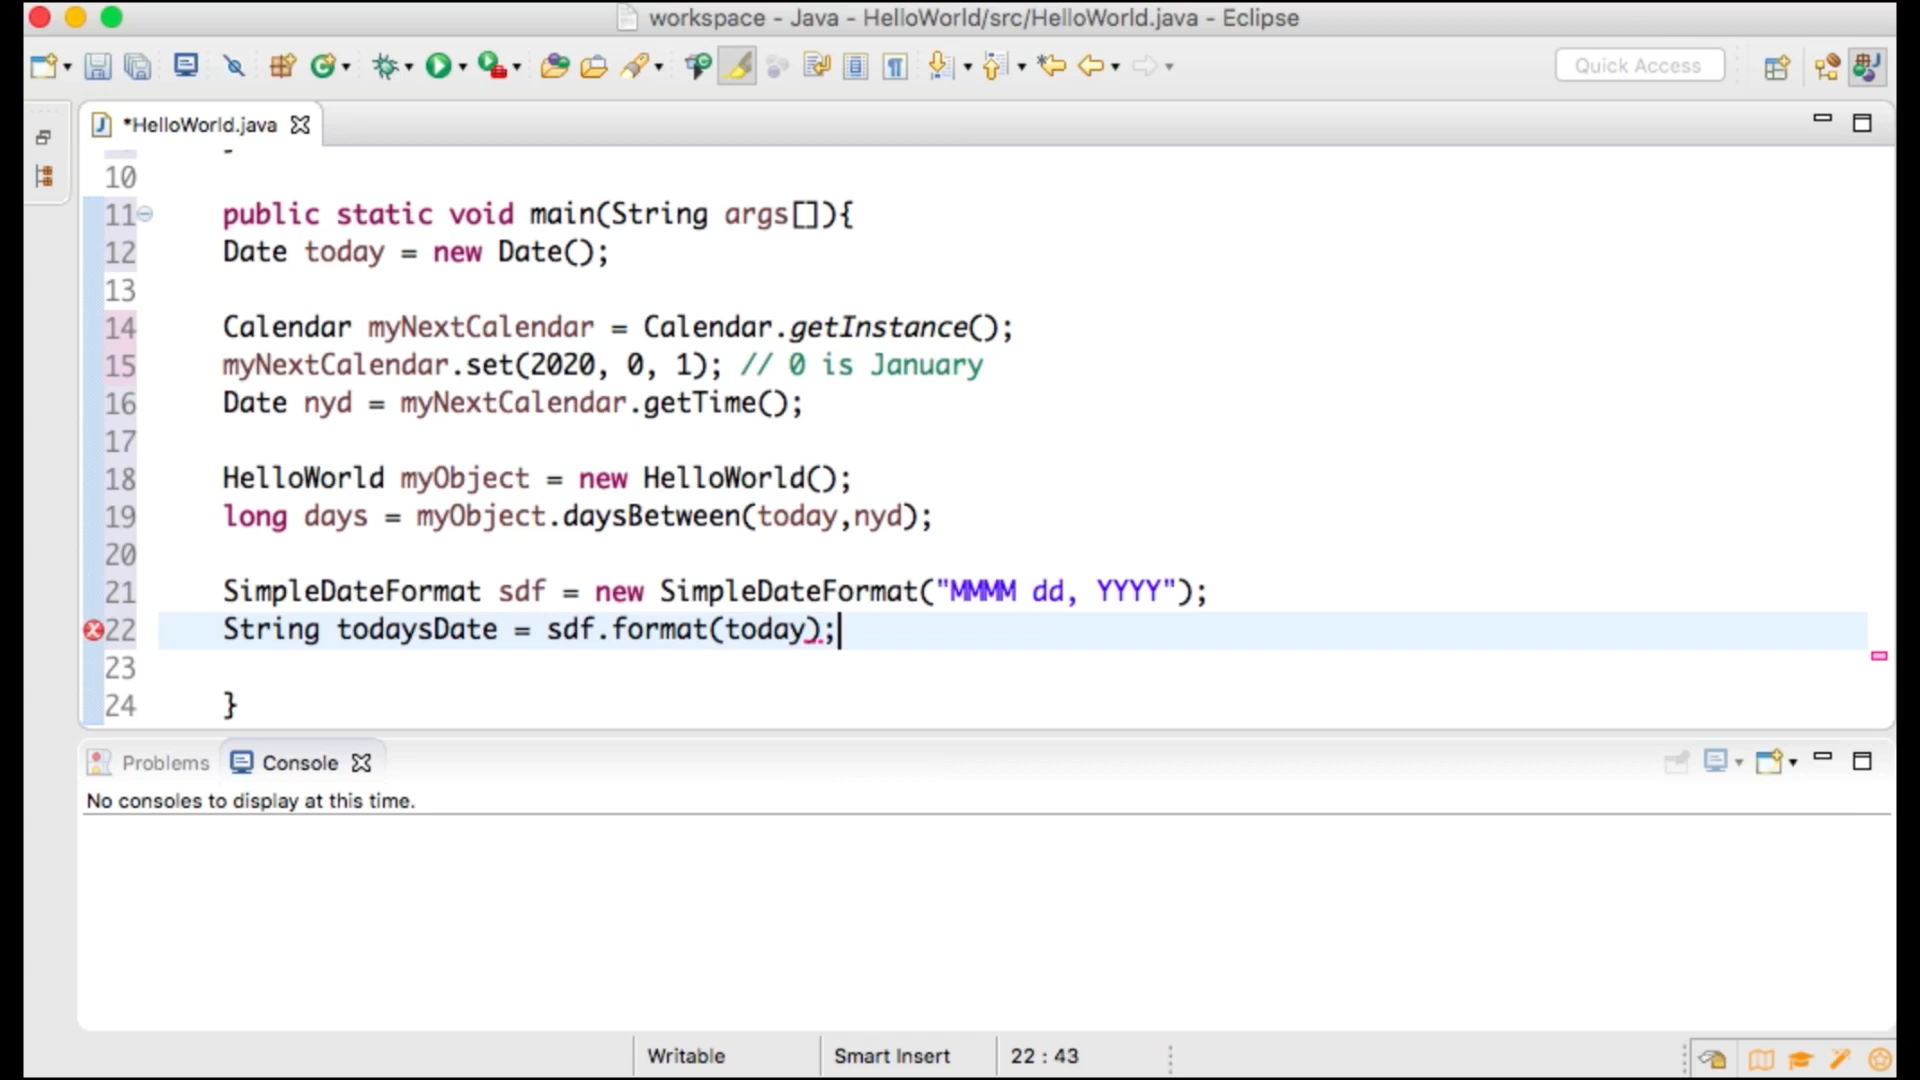 workspace - Java - HelloWorld/src/HelloWorld.java - Eclipse
Quick Access
*HelloWorld.java
10
11 public static void main(String args[]){
12 Date today = new Date();
13
14 Calendar myNextCalendar = Calendar.getInstance();
15 myNextCalendar.set(2020, 0, 1); // 0 is January
16 Date nyd = myNextCalendar.getTime();
17
18 HelloWorld myObject = new HelloWorld();
19 long days = myObject.daysBetween(today,nyd);
20
21 SimpleDateFormat sdf = new SimpleDateFormat("MMMM dd, YYYY");
22 String todaysDate = sdf.format(today);
23
24 }
Problems Console
No consoles to display at this time.
Writable Smart Insert 22 : 43